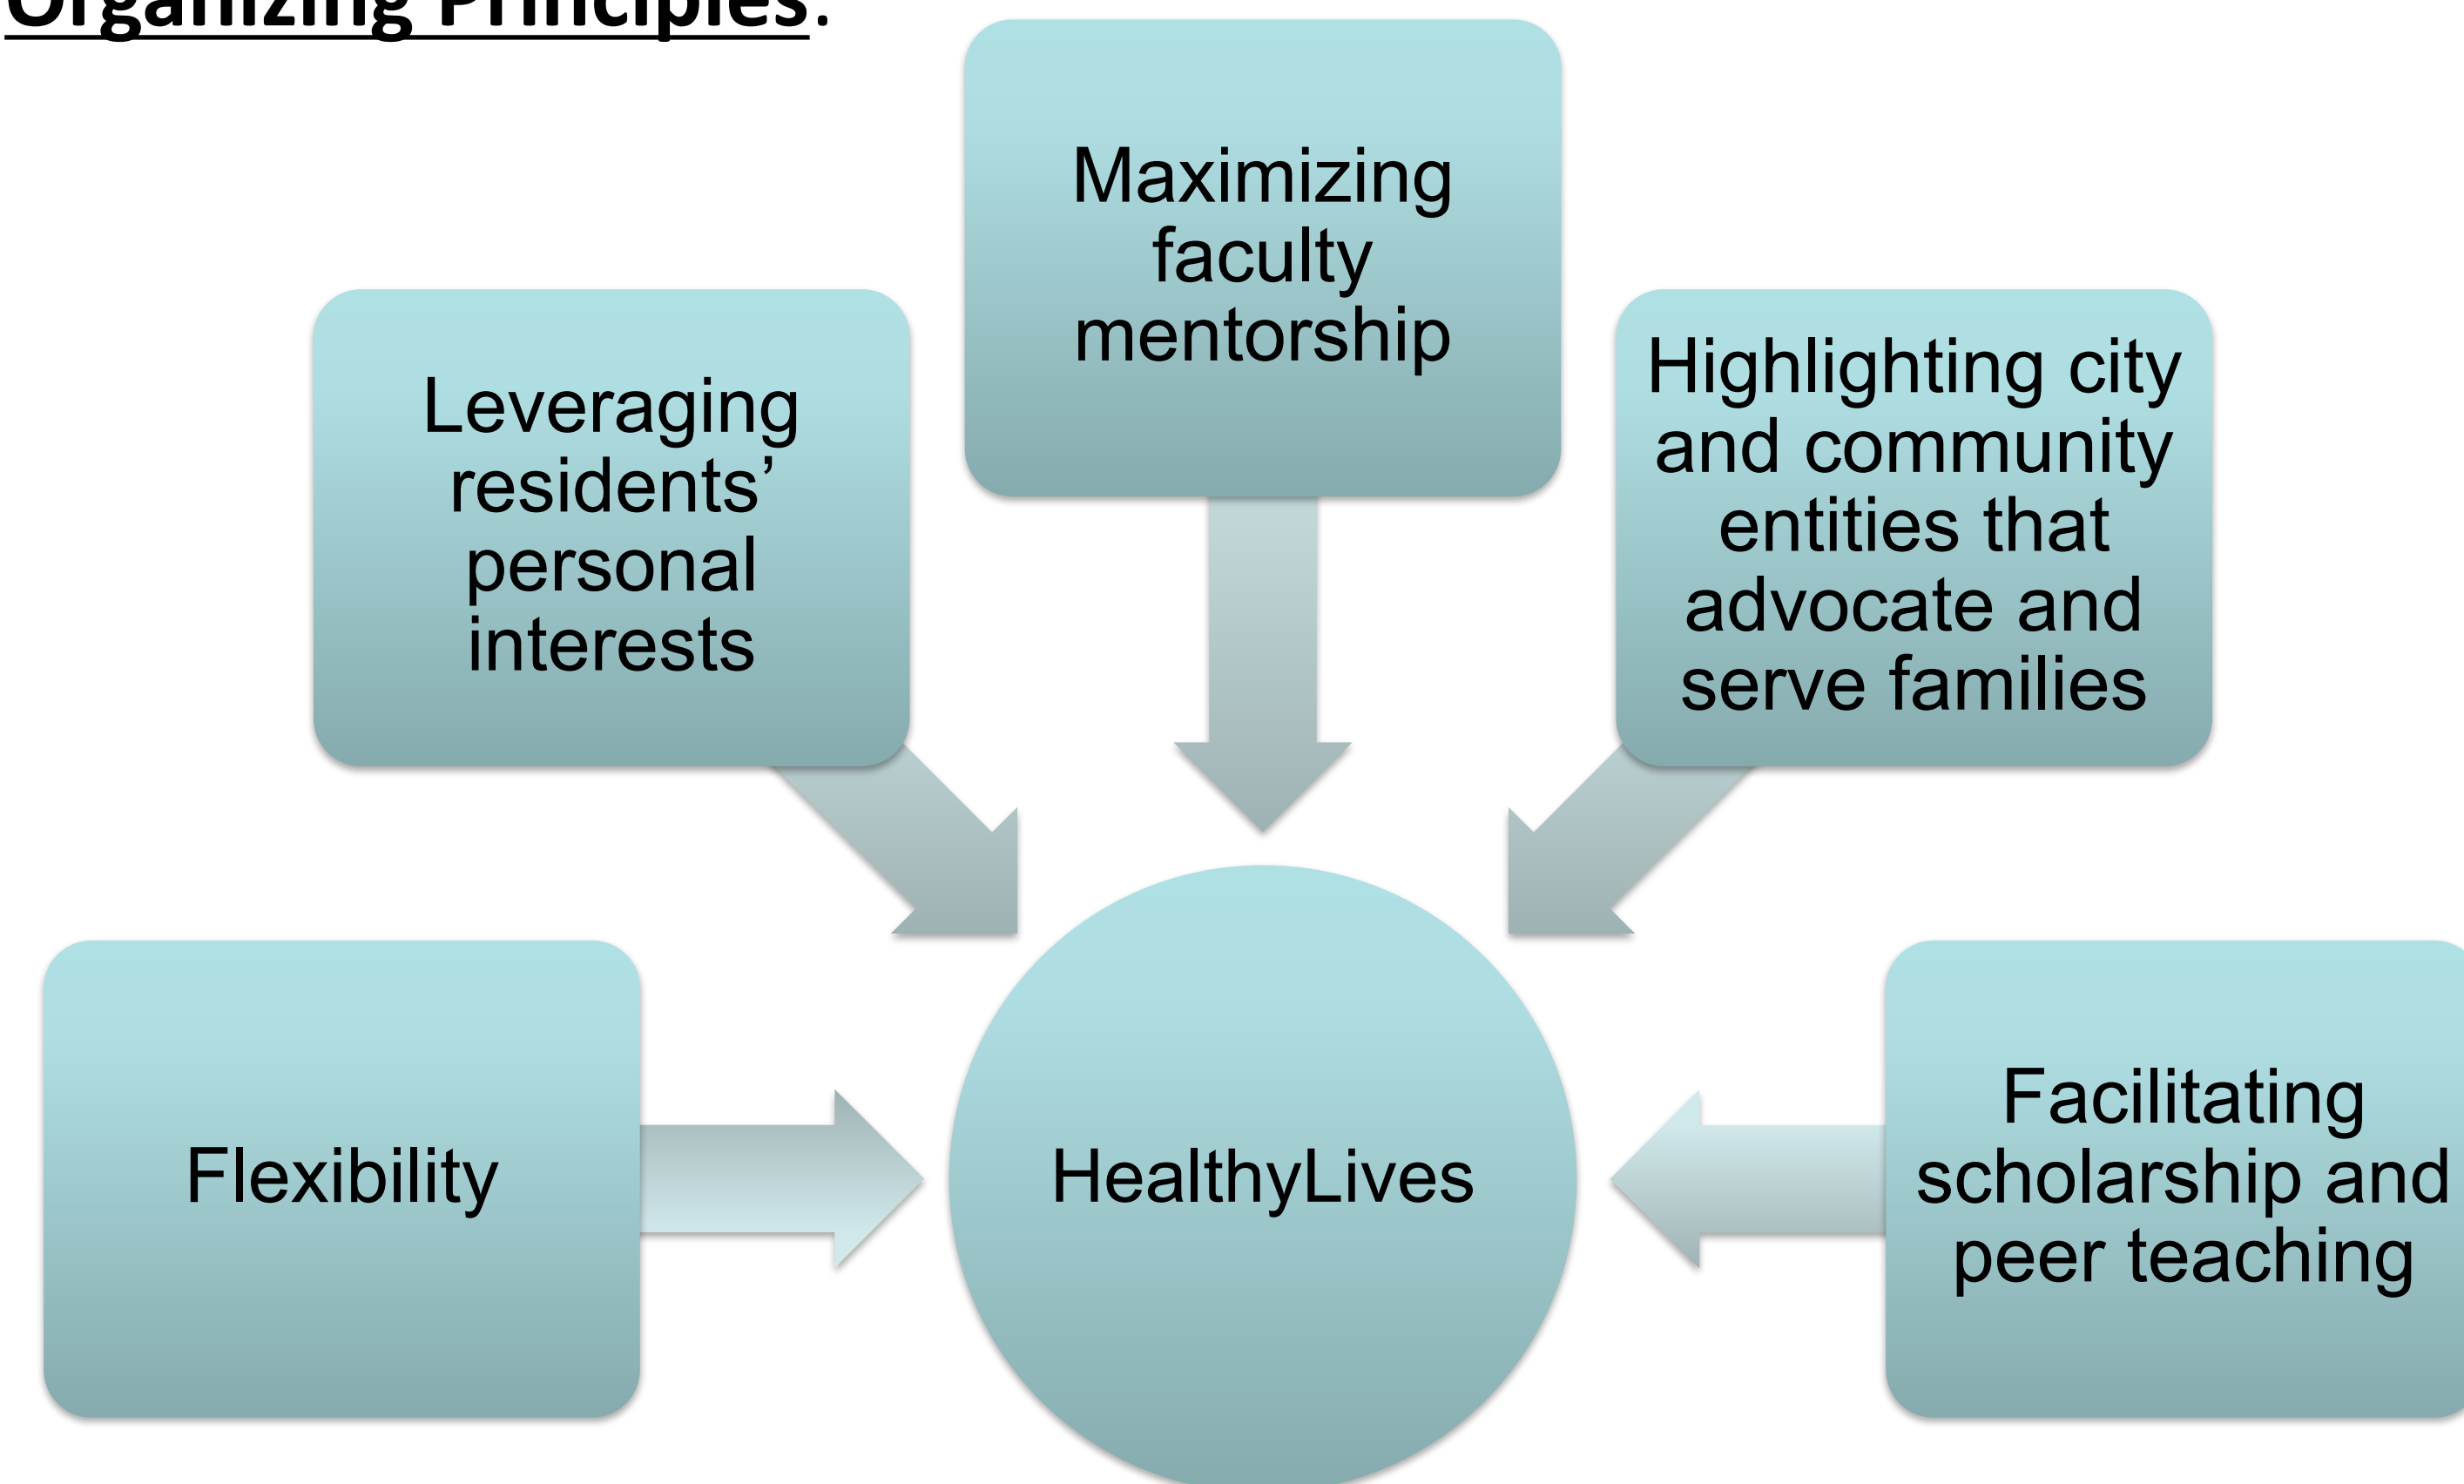 Organizing Principles:
Maximizing
faculty
mentorship
Leveraging
residents’
personal
interests
Highlighting city
and community
entities that
advocate and
serve families
Flexibility
HealthyLives
Facilitating
scholarship and
peer teaching